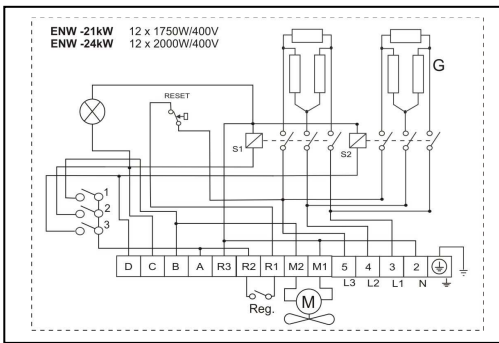 ENW -21kW 12 x 1750W/400V
ENW -24kW 12 x 2000W/400V
G
RESET
S1
S2
1
2
3
D C B A R3 R2 R1 M2 M1 5 4 3 2
L3 L2 L1 N
Reg.
M